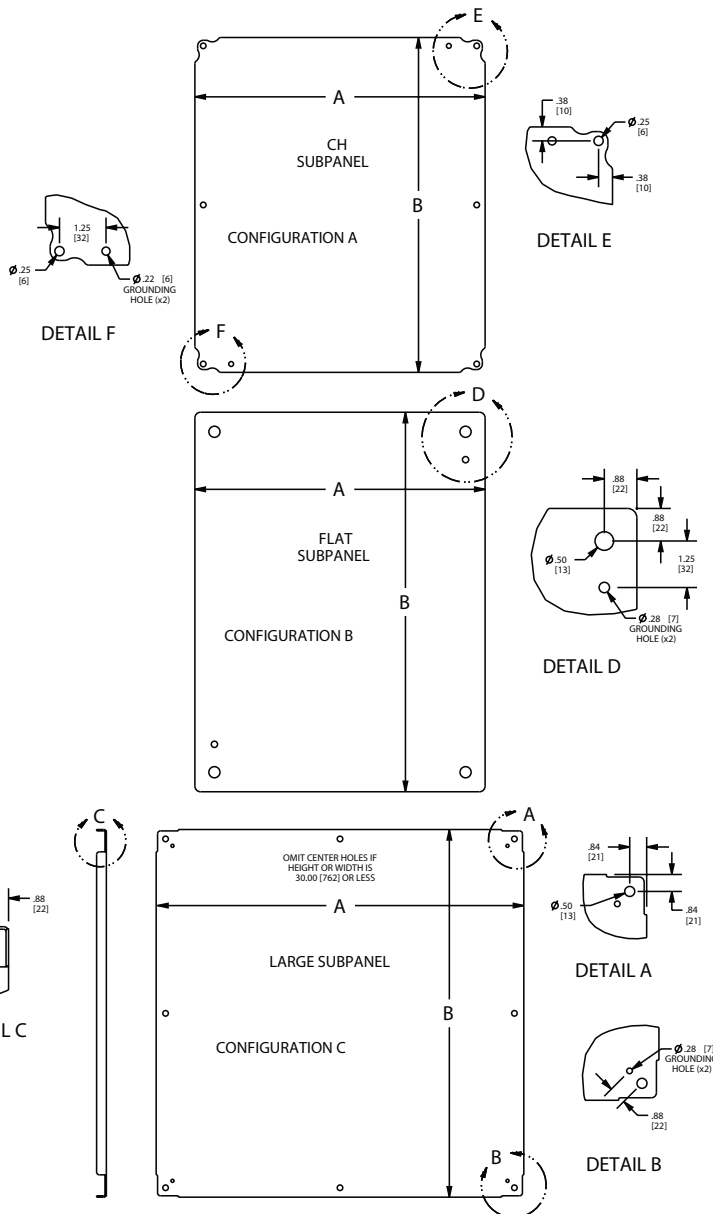 E
A
CH
SUBPANEL
B
CONFIGURATION A
F
.38
[10]
Ø.25
[6]
.38
[10]
DETAIL E
1.25
[32]
Ø.25
[6]
Ø.22 [6]
GROUNDING
HOLE (x2)
DETAIL F
D
A
FLAT
SUBPANEL
B
CONFIGURATION B
.88
[22]
.88
[22]
Ø.50
[13]
1.25
[32]
Ø.28 [7]
GROUNDING
HOLE (x2)
DETAIL D
C
A
OMIT CENTER HOLES IF
HEIGHT OR WIDTH IS
30.00 [762] OR LESS
A
LARGE SUBPANEL
B
CONFIGURATION C
B
.88
[22]
L C
.84
[21]
Ø.50
[13]
.84
[21]
DETAIL A
Ø.28 [7]
GROUNDING
HOLE (x2)
.88
[22]
DETAIL B